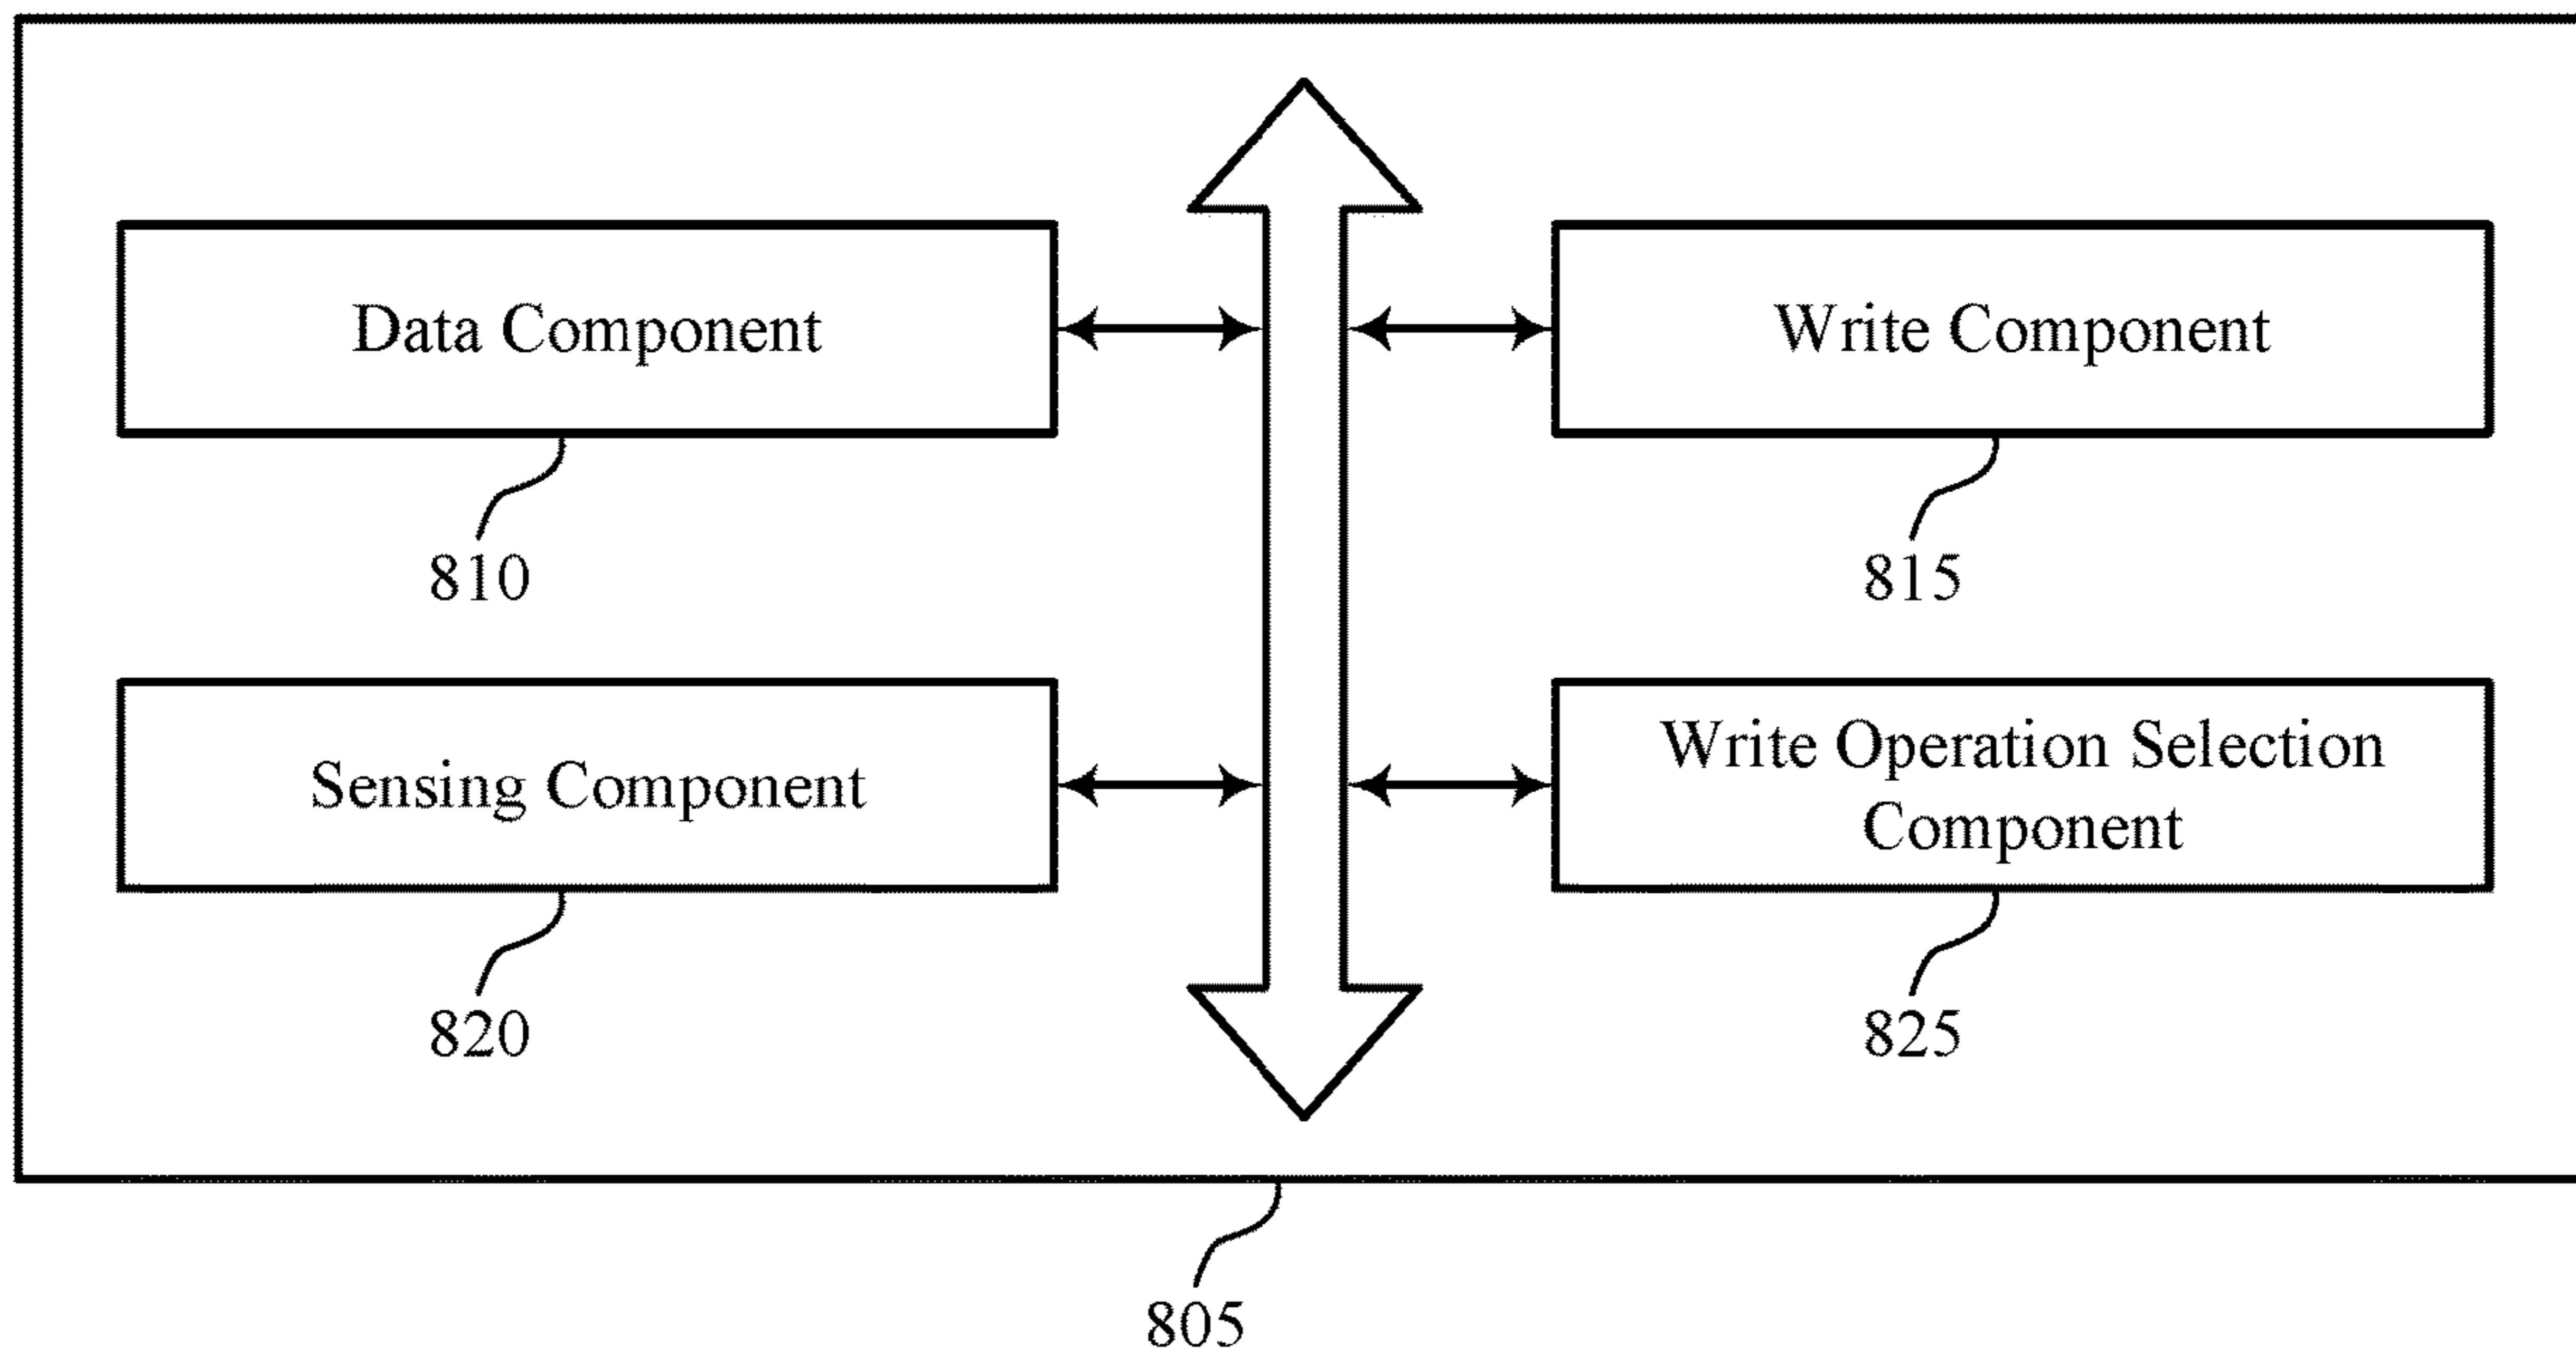 Data Component
810
Write Component
815
Sensing Component
820
Write Operation Selection
Component
825
805